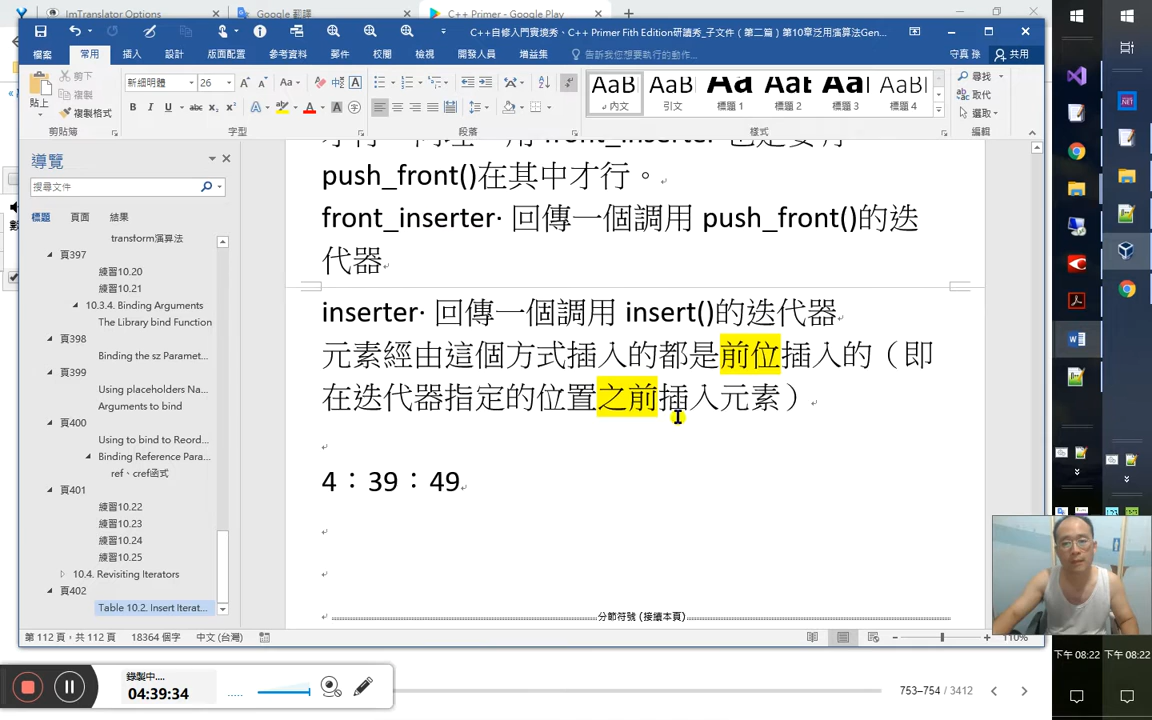 ImTranslator Options
Google 翻譯
C++ Primer - Google Play
C++自修入門實境秀、C++ Primer Fith Edition研讀秀_子文件（第二篇）第10章泛用演算法Gen...
檔案
常用
插入
設計
版面配置
參考資料
郵件
校閱
檢視
開發人員
增益集
告訴我您想要執行的動作...
守真 孫
共用
貼上
剪下
複製
複製格式
新細明體
26
剪貼簿
字型
段落
AaB
內文
AaB
引文
Aa
標題 1
Aat
標題 2
AaB
標題 3
AaBl
標題 4
樣式
尋找
取代
選取
編輯
導覽
搜尋文件
標題
頁面
結果
transform演算法
頁397
練習10.20
練習10.21
10.3.4. Binding Arguments
The Library bind Function
頁398
Binding the sz Paramet...
頁399
Using placeholders Na...
Arguments to bind
頁400
Using to bind to Reord...
Binding Reference Para...
ref、cref函式
頁401
練習10.22
練習10.23
練習10.24
練習10.25
10.4. Revisiting Iterators
頁402
Table 10.2. Insert Iterat...
push_front()在其中才行。
front_inserter· 回傳一個調用 push_front()的迭
代器
inserter· 回傳一個調用 insert()的迭代器
元素經由這個方式插入的都是前位插入的（即
在迭代器指定的位置之前插入元素）
4：39：49
分節符號 (接續本頁)
第 112 頁，共 112 頁
18364 個字
中文 (台灣)
110%
錄製中....
04:39:34
753–754 / 3412
下午 08:22
下午 08:22